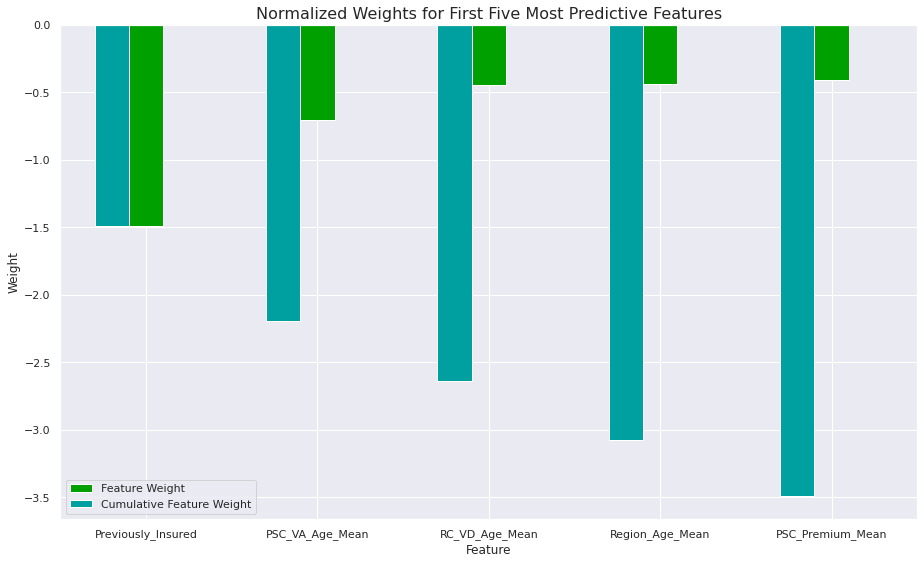 Normalized Weights for First Five Most Predictive Features
0.0
−0.5
−1.0
−1.5
−2.0
−2.5
−3.0
−3.5
Weight
Feature Weight
Cumulative Feature Weight
Previously_Insured
PSC_VA_Age_Mean
RC_VD_Age_Mean
Region_Age_Mean
PSC_Premium_Mean
Feature